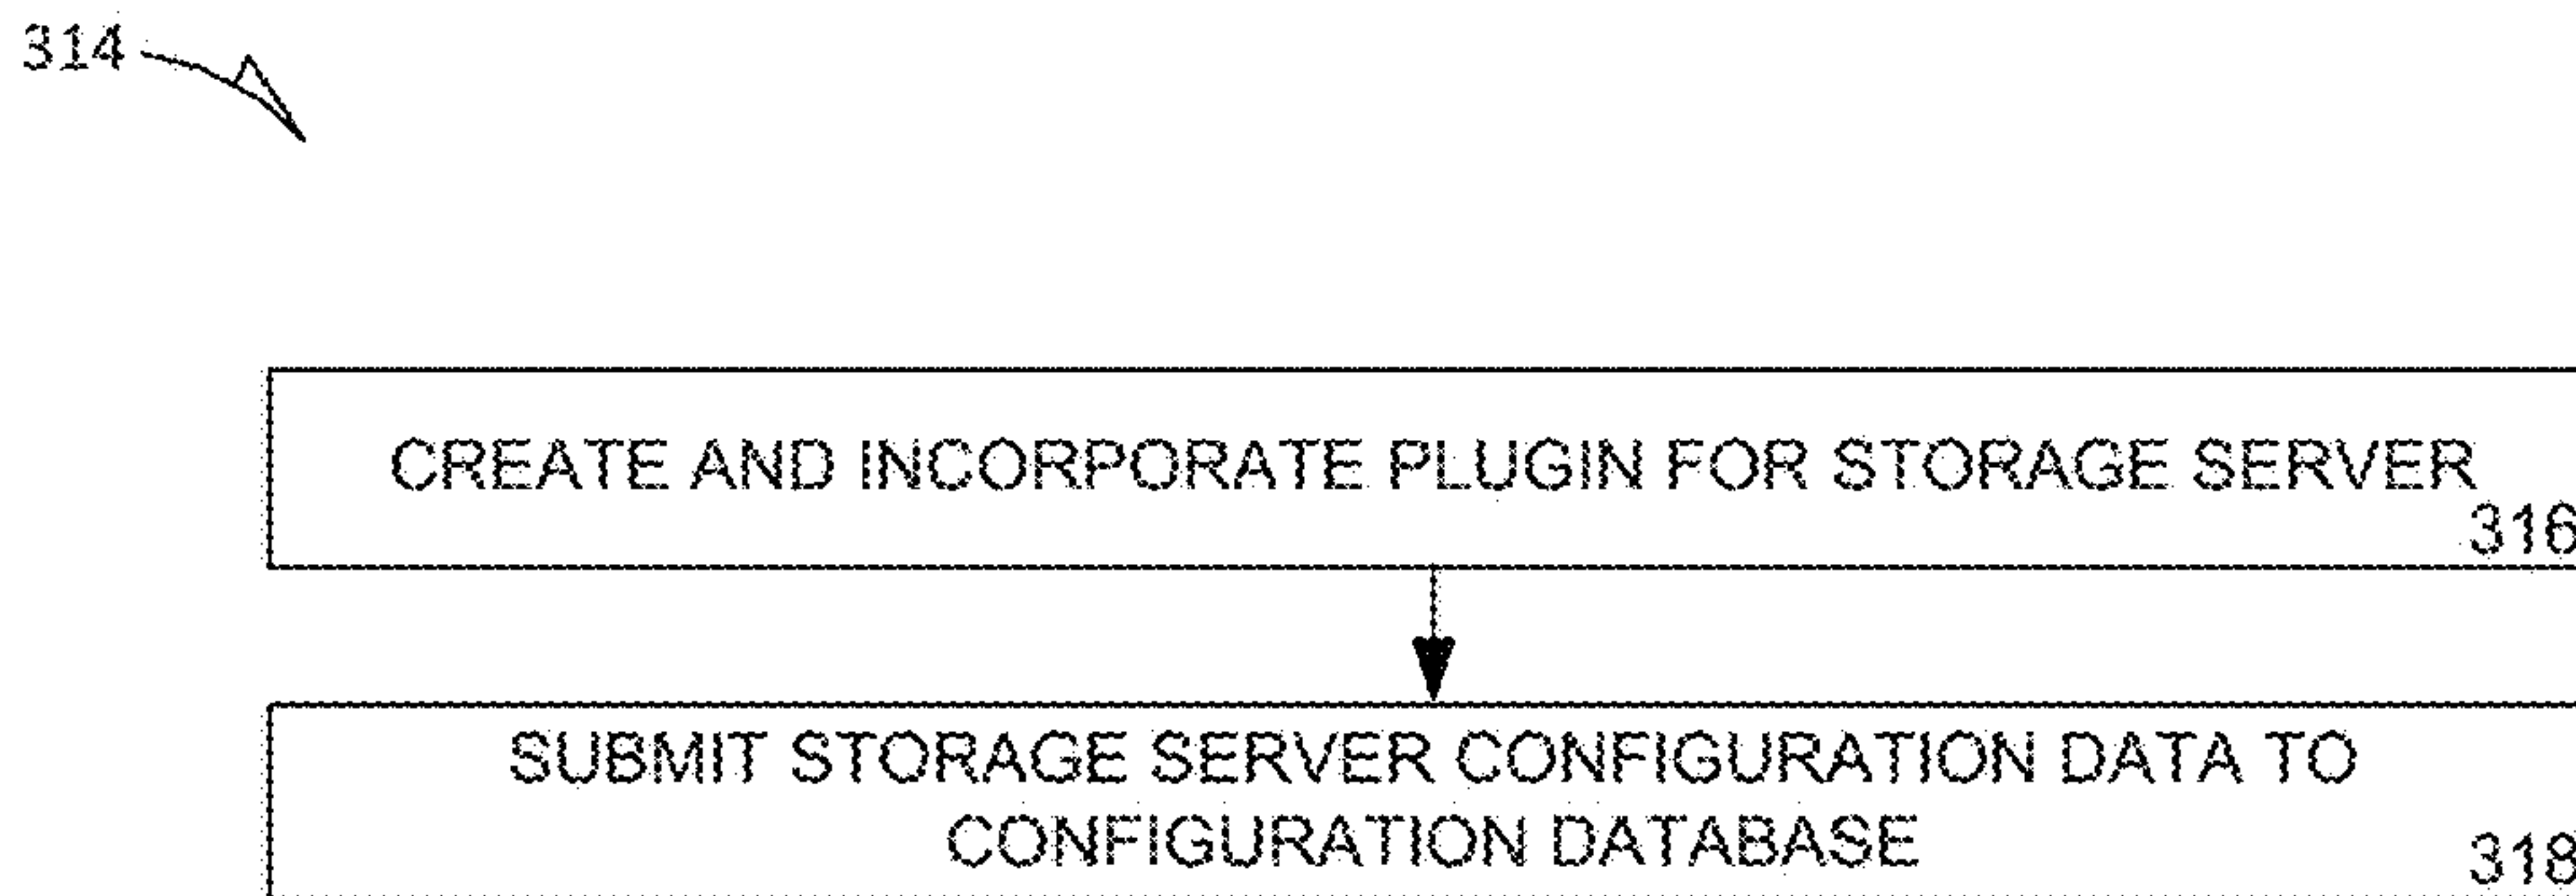 314
CREATE AND INCORPORATE PLUGIN FOR STORAGE SERVER
316
SUBMIT STORAGE SERVER CONFIGURATION DATA TO
CONFIGURATION DATABASE
318